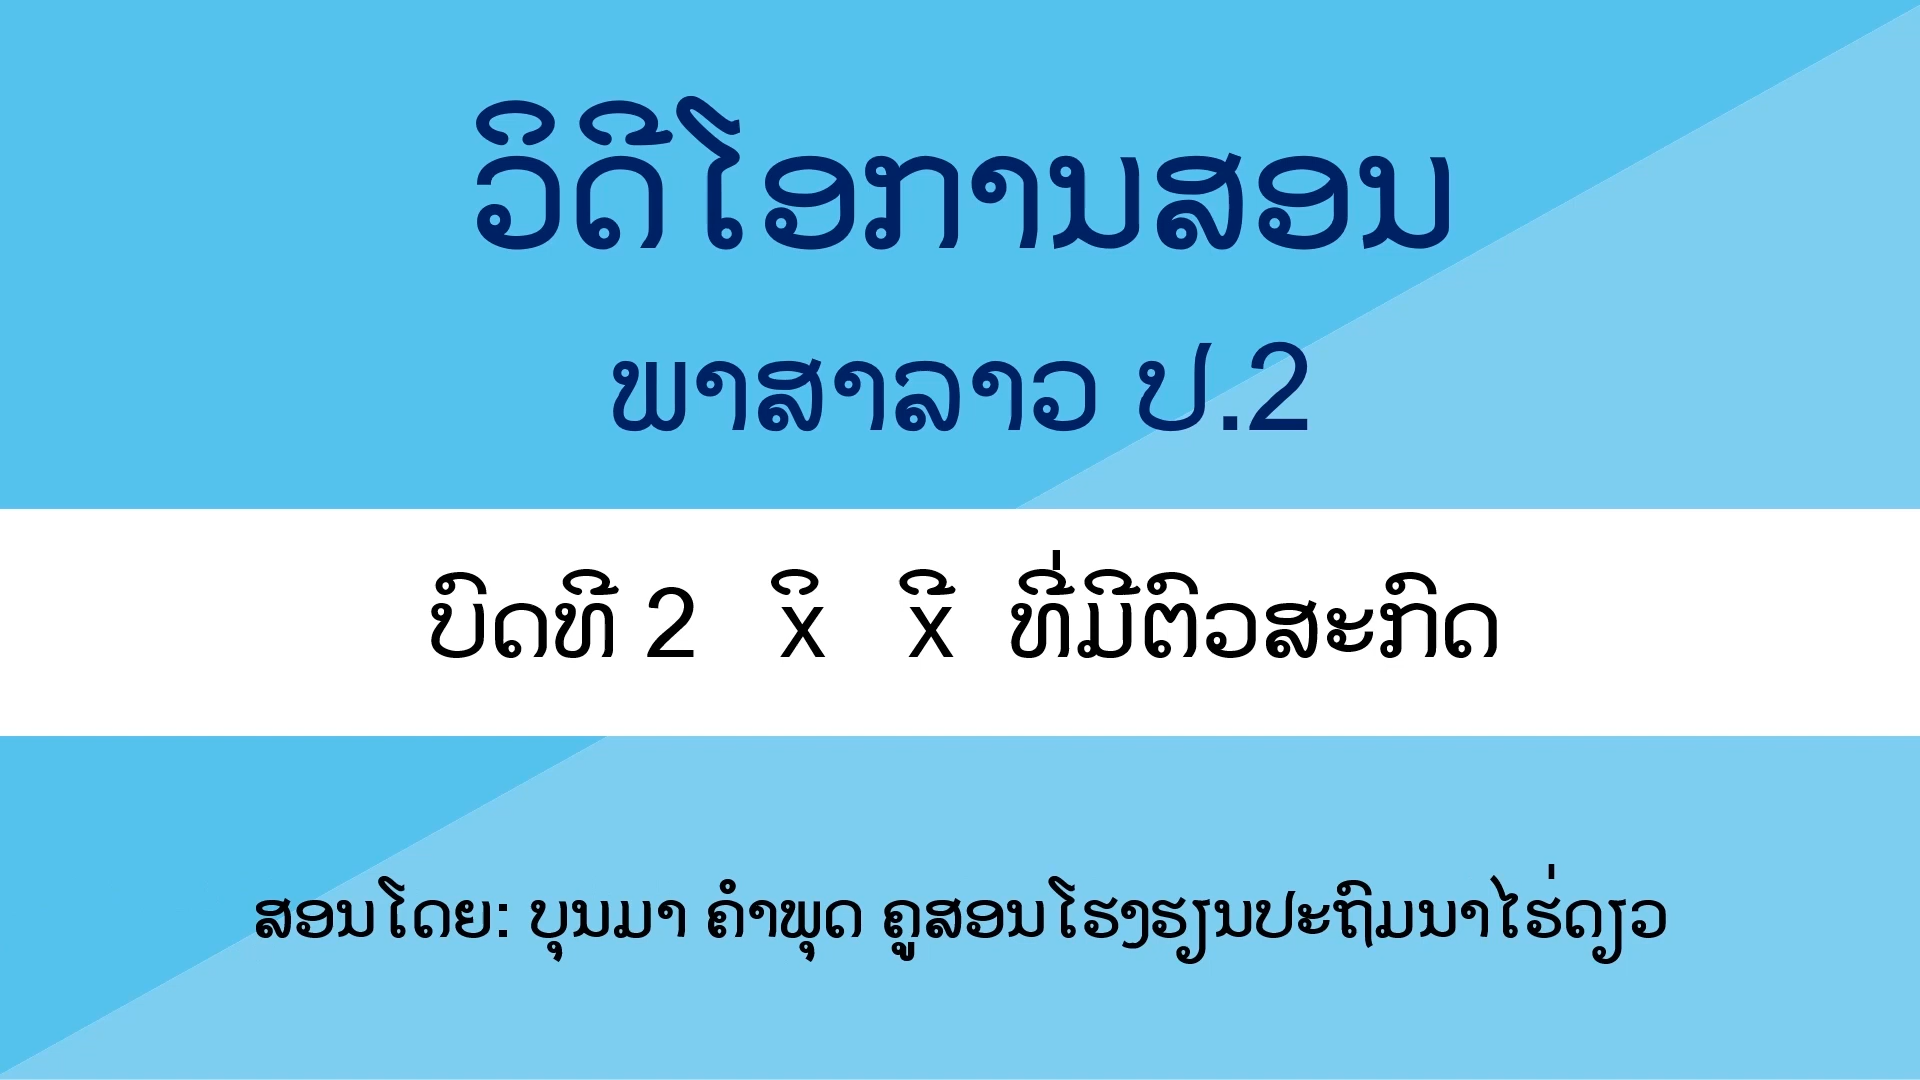 ວິດີໂອການສອນ
ພາສາລາວ ປ.2
ບົດທີ 2 xິ xີ ທີ່ມີຕົວສະກົດ
ສອນໂດຍ: ບຸນມາ ຄຳພຸດ ຄູສອນໂຮງຮຽນປະຖົມນາໄຮ່ດຽວ